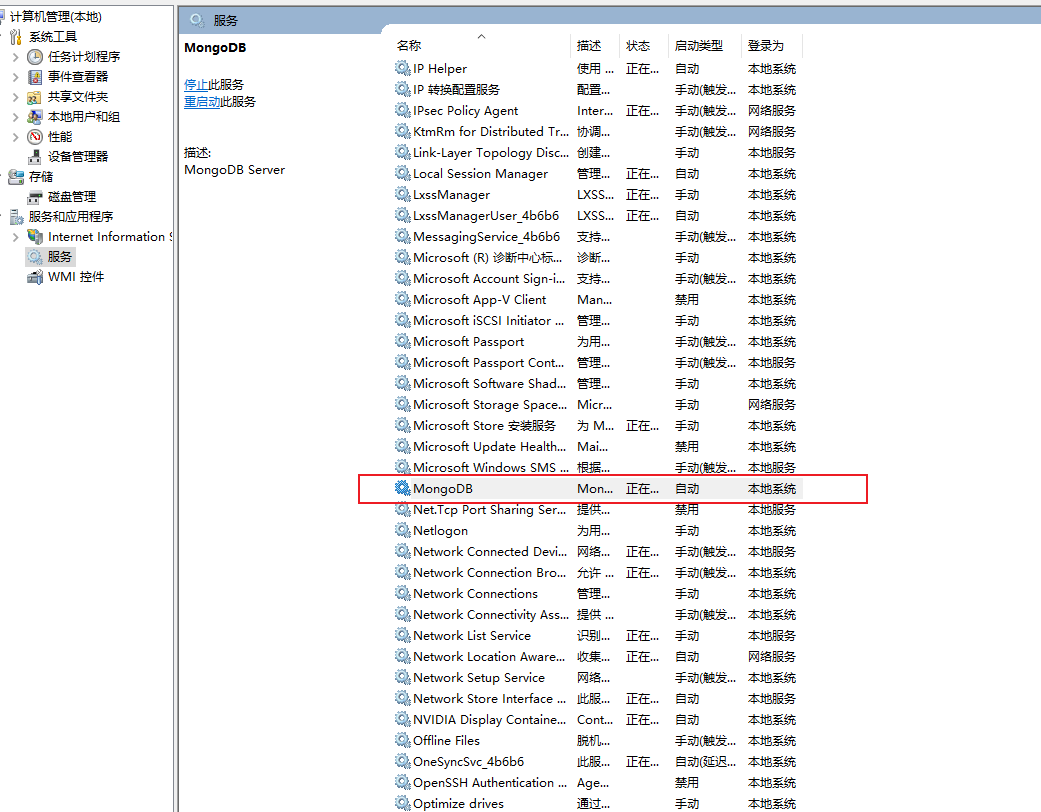 计算机管理(本地)
系统工具
任务计划程序
事件查看器
共享文件夹
本地用户和组
性能
设备管理器
存储
磁盘管理
服务和应用程序
Internet Information S
服务
WMI 控件
服务
MongoDB
停止此服务
重启动此服务
描述:
MongoDB Server
名称 描述 状态 启动类型 登录为
IP Helper 使用 ... 正在... 自动 本地系统
IP 转换配置服务 配置... 手动(触发... 本地系统
IPsec Policy Agent Inter... 正在... 手动(触发... 网络服务
KtmRm for Distributed Tr... 协调... 手动(触发... 网络服务
Link-Layer Topology Disc... 创建... 手动 本地服务
Local Session Manager 管理... 正在... 自动 本地系统
LxssManager LXSS... 正在... 手动 本地系统
LxssManagerUser_4b6b6 LXSS... 正在... 自动 本地系统
MessagingService_4b6b6 支持... 手动(触发... 本地系统
Microsoft (R) 诊断中心标... 诊断... 手动 本地系统
Microsoft Account Sign-i... 支持... 手动(触发... 本地系统
Microsoft App-V Client Man... 禁用 本地系统
Microsoft iSCSI Initiator ... 管理... 手动 本地系统
Microsoft Passport 为用... 手动(触发... 本地系统
Microsoft Passport Cont... 管理... 手动(触发... 本地服务
Microsoft Software Shad... 管理... 手动 本地系统
Microsoft Storage Space... Micr... 手动 网络服务
Microsoft Store 安装服务 为 M... 正在... 手动 本地系统
Microsoft Update Health... Mai... 禁用 本地系统
Microsoft Windows SMS ... 根据... 手动(触发... 本地服务
MongoDB Mon... 正在... 自动 本地系统
Net.Tcp Port Sharing Ser... 提供... 禁用 本地服务
Netlogon 为用... 手动 本地系统
Network Connected Devi... 网络... 正在... 手动(触发... 本地服务
Network Connection Bro... 允许 ... 正在... 手动(触发... 本地系统
Network Connections 管理... 手动 本地系统
Network Connectivity Ass... 提供 ... 手动(触发... 本地系统
Network List Service 识别... 正在... 手动 本地服务
Network Location Aware... 收集... 正在... 自动 网络服务
Network Setup Service 网络... 手动(触发... 本地系统
Network Store Interface ... 此服... 正在... 自动 本地服务
NVIDIA Display Containe... Cont... 正在... 自动 本地系统
Offline Files 脱机... 手动(触发... 本地系统
OneSyncSvc_4b6b6 此服... 正在... 自动(延迟... 本地系统
OpenSSH Authentication ... Age... 禁用 本地系统
Optimize drives 通过... 手动 本地系统